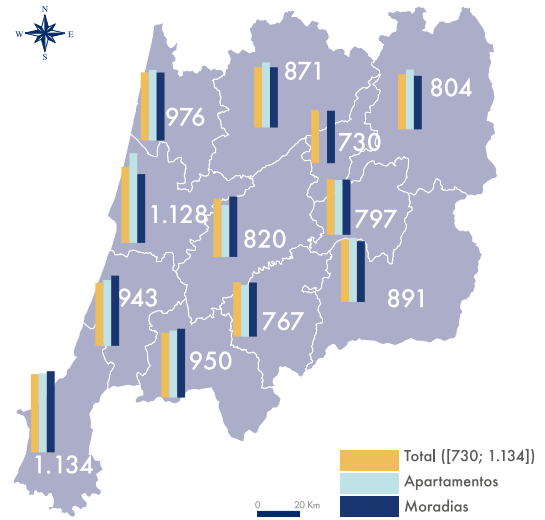 N
W E
S
871
804
976
730
1.128
797
820
943
891
767
950
1.134
Total ([730; 1.134])
Apartamentos
Moradias
0 20 Km